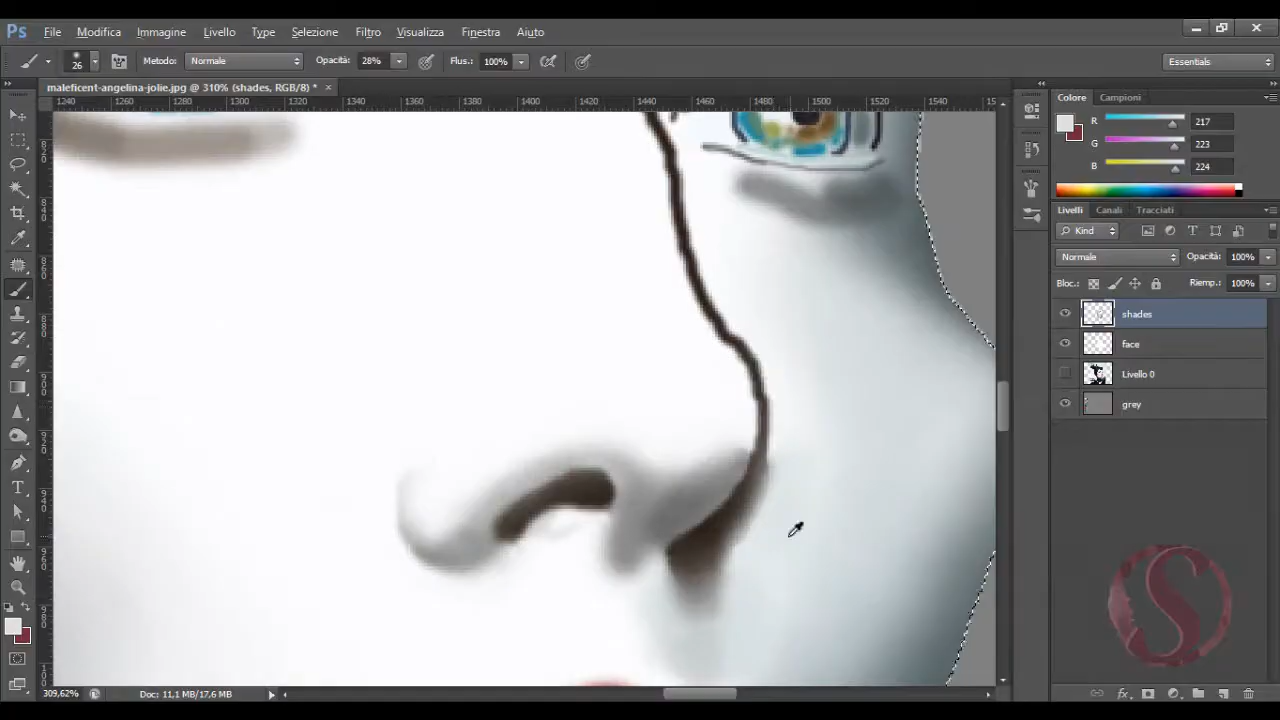 Ps File Modifica Immagine Livello Type Selezione Filtro Visualizza Finestra Aiuto
26 Metodo: Normale Opacità: 28% Flus.: 100% Essentials
maleficent-angelina-jolie.jpg @ 310% (shades, RGB/8) * ×
1240 1260 1280 1300 1320 1340 1360 1380 1400 1420 1440 1460 1480 1500 1520 1540 15
Colore Campioni
R 217
G 223
B 224
Livelli Canali Tracciati
Kind
Normale Opacità: 100%
Bloc.: Riemp.: 100%
shades
face
Livello 0
grey
S
309,62% Doc: 11,1 MB/17,6 MB